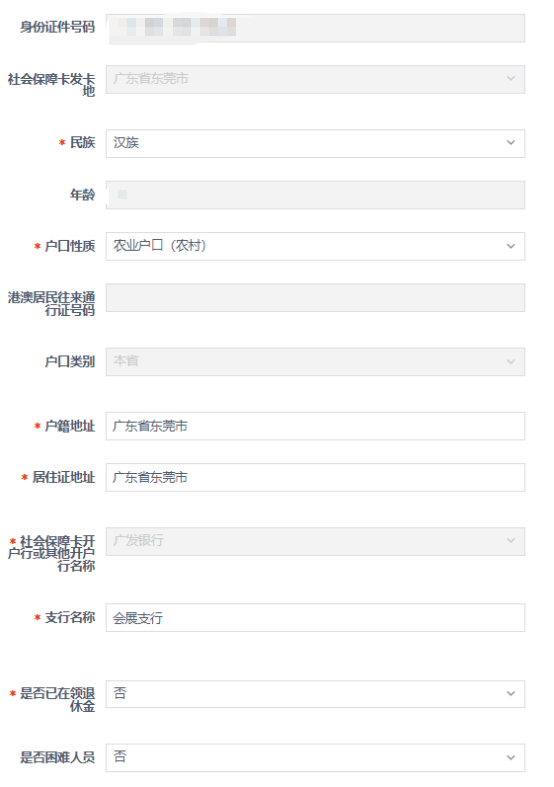 身份证件号码
社会保障卡发卡
地
广东省东莞市
* 民族
汉族
年龄
* 户口性质
农业户口（农村）
港澳居民往来通
行证号码
户口类别
本省
* 户籍地址
广东省东莞市
* 居住证地址
广东省东莞市
* 社会保障卡开
户行或其他开户
行名称
广发银行
* 支行名称
会展支行
* 是否已在领退
休金
否
是否困难人员
否